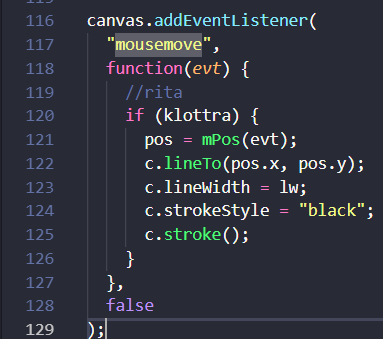 116 canvas.addEventListener(
117 "mousemove",
118 function(evt) {
119 //rita
120 if (klottra) {
121 pos = mPos(evt);
122 c.lineTo(pos.x, pos.y);
123 c.lineWidth = lw;
124 c.strokeStyle = "black";
125 c.stroke();
126 }
127 },
128 false
129 );